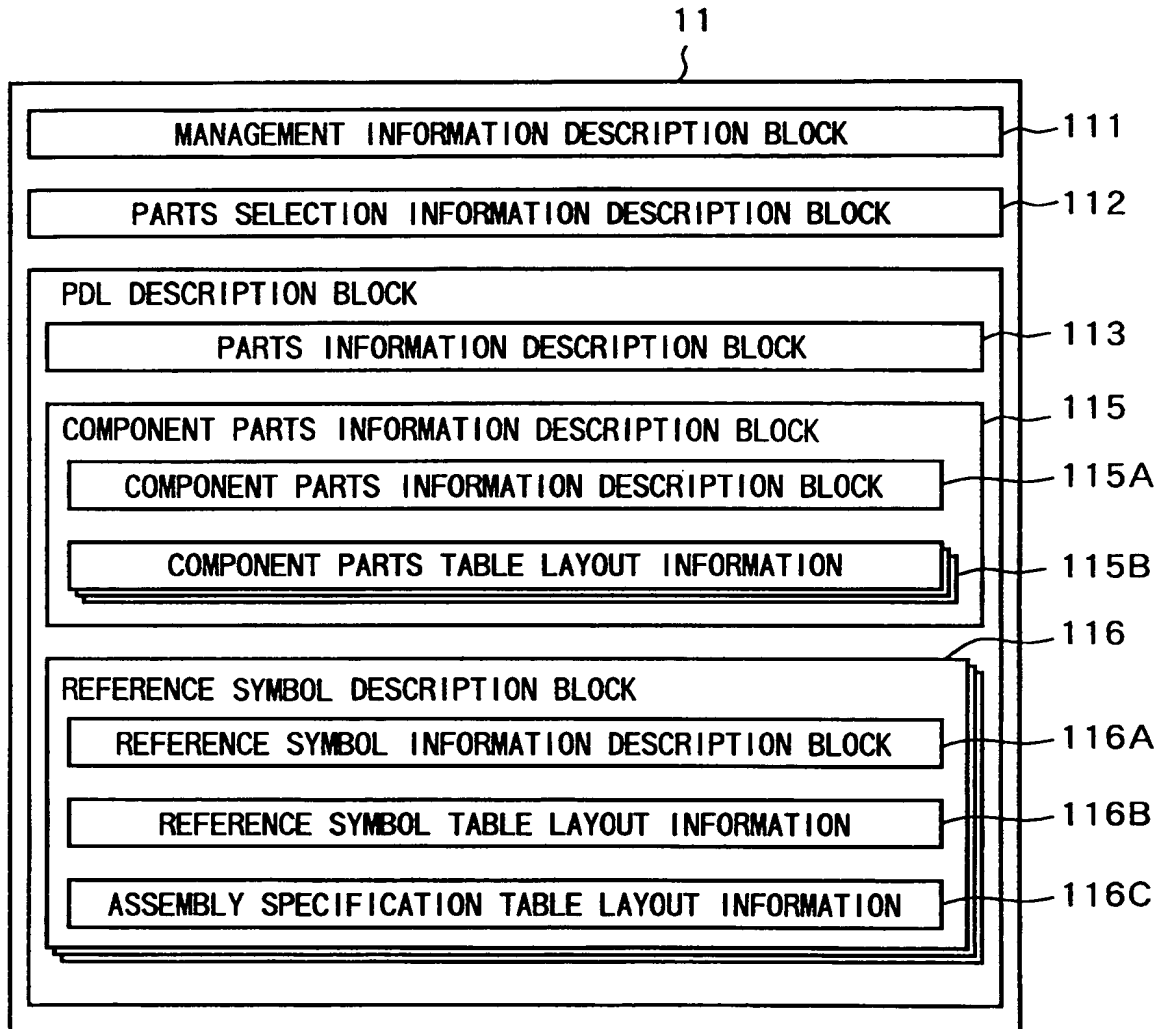 11
MANAGEMENT INFORMATION DESCRIPTION BLOCK
111
PARTS SELECTION INFORMATION DESCRIPTION BLOCK
112
PDL DESCRIPTION BLOCK
PARTS INFORMATION DESCRIPTION BLOCK
113
COMPONENT PARTS INFORMATION DESCRIPTION BLOCK
115
COMPONENT PARTS INFORMATION DESCRIPTION BLOCK
115A
COMPONENT PARTS TABLE LAYOUT INFORMATION
115B
116
REFERENCE SYMBOL DESCRIPTION BLOCK
REFERENCE SYMBOL INFORMATION DESCRIPTION BLOCK
116A
REFERENCE SYMBOL TABLE LAYOUT INFORMATION
116B
ASSEMBLY SPECIFICATION TABLE LAYOUT INFORMATION
116C